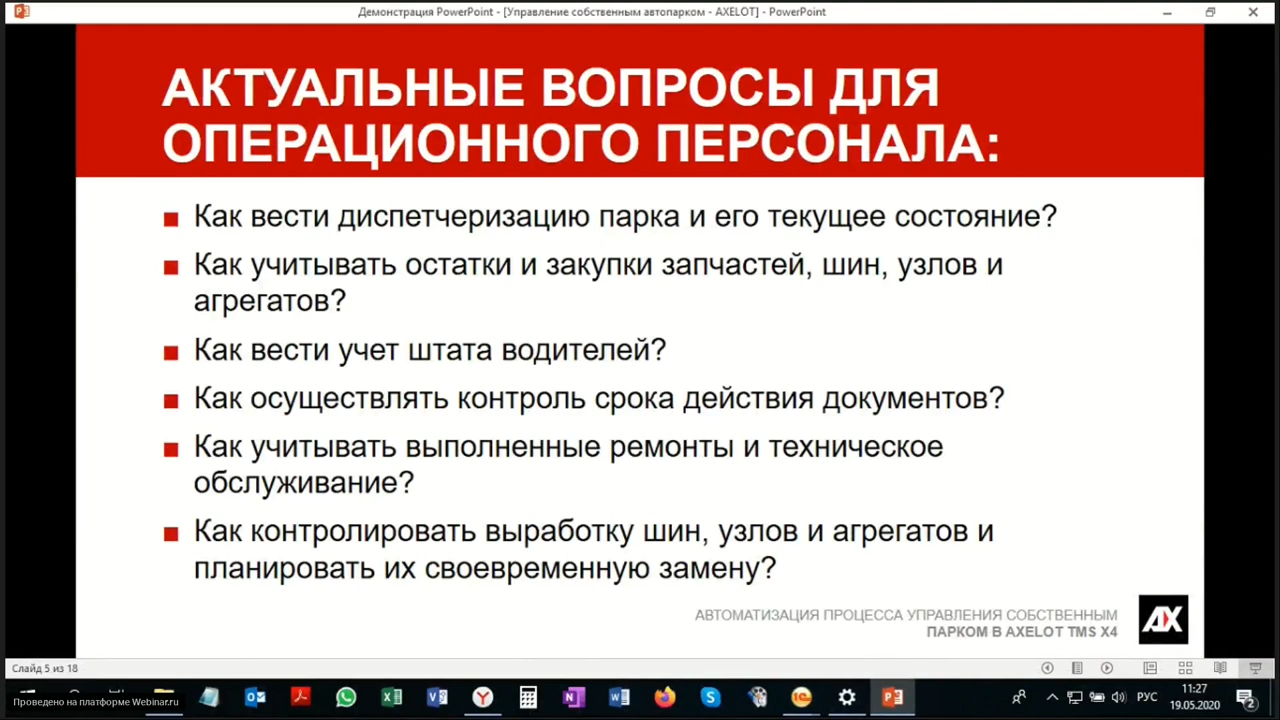 Демонстрация PowerPoint - [Управление собственным автопарком - AXELOT] - PowerPoint
АКТУАЛЬНЫЕ ВОПРОСЫ ДЛЯ
ОПЕРАЦИОННОГО ПЕРСОНАЛА:
Как вести диспетчеризацию парка и его текущее состояние?
Как учитывать остатки и закупки запчастей, шин, узлов и
агрегатов?
Как вести учет штата водителей?
Как осуществлять контроль срока действия документов?
Как учитывать выполненные ремонты и техническое
обслуживание?
Как контролировать выработку шин, узлов и агрегатов и
планировать их своевременную замену?
АВТОМАТИЗАЦИЯ ПРОЦЕССА УПРАВЛЕНИЯ СОБСТВЕННЫМ
ПАРКОМ В AXELOT TMS X4
AX
Слайд 5 из 18
Проведено на платформе Webinar.ru
РУС
11:27
19.05.2020
2